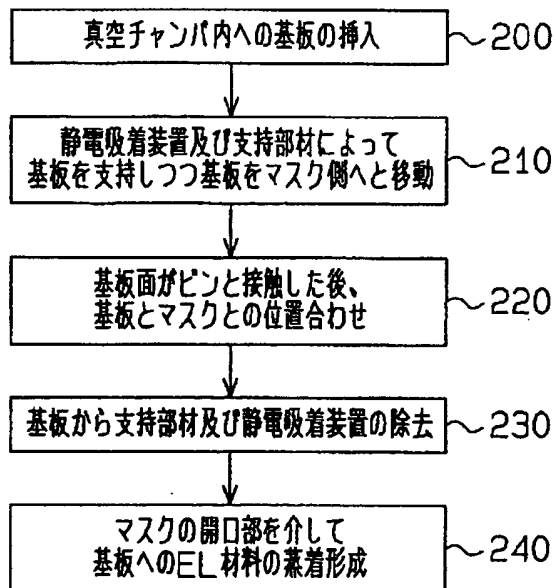 真空チャンバ内への基板の挿入
200
静電吸着装置及び支持部材によって
基板を支持しつつ基板をマスク側へと移動
210
基板面がピンと接触した後、
基板とマスクとの位置合わせ
220
基板から支持部材及び静電吸着装置の除去
230
マスクの開口部を介して
基板へのEL材料の蒸着形成
240